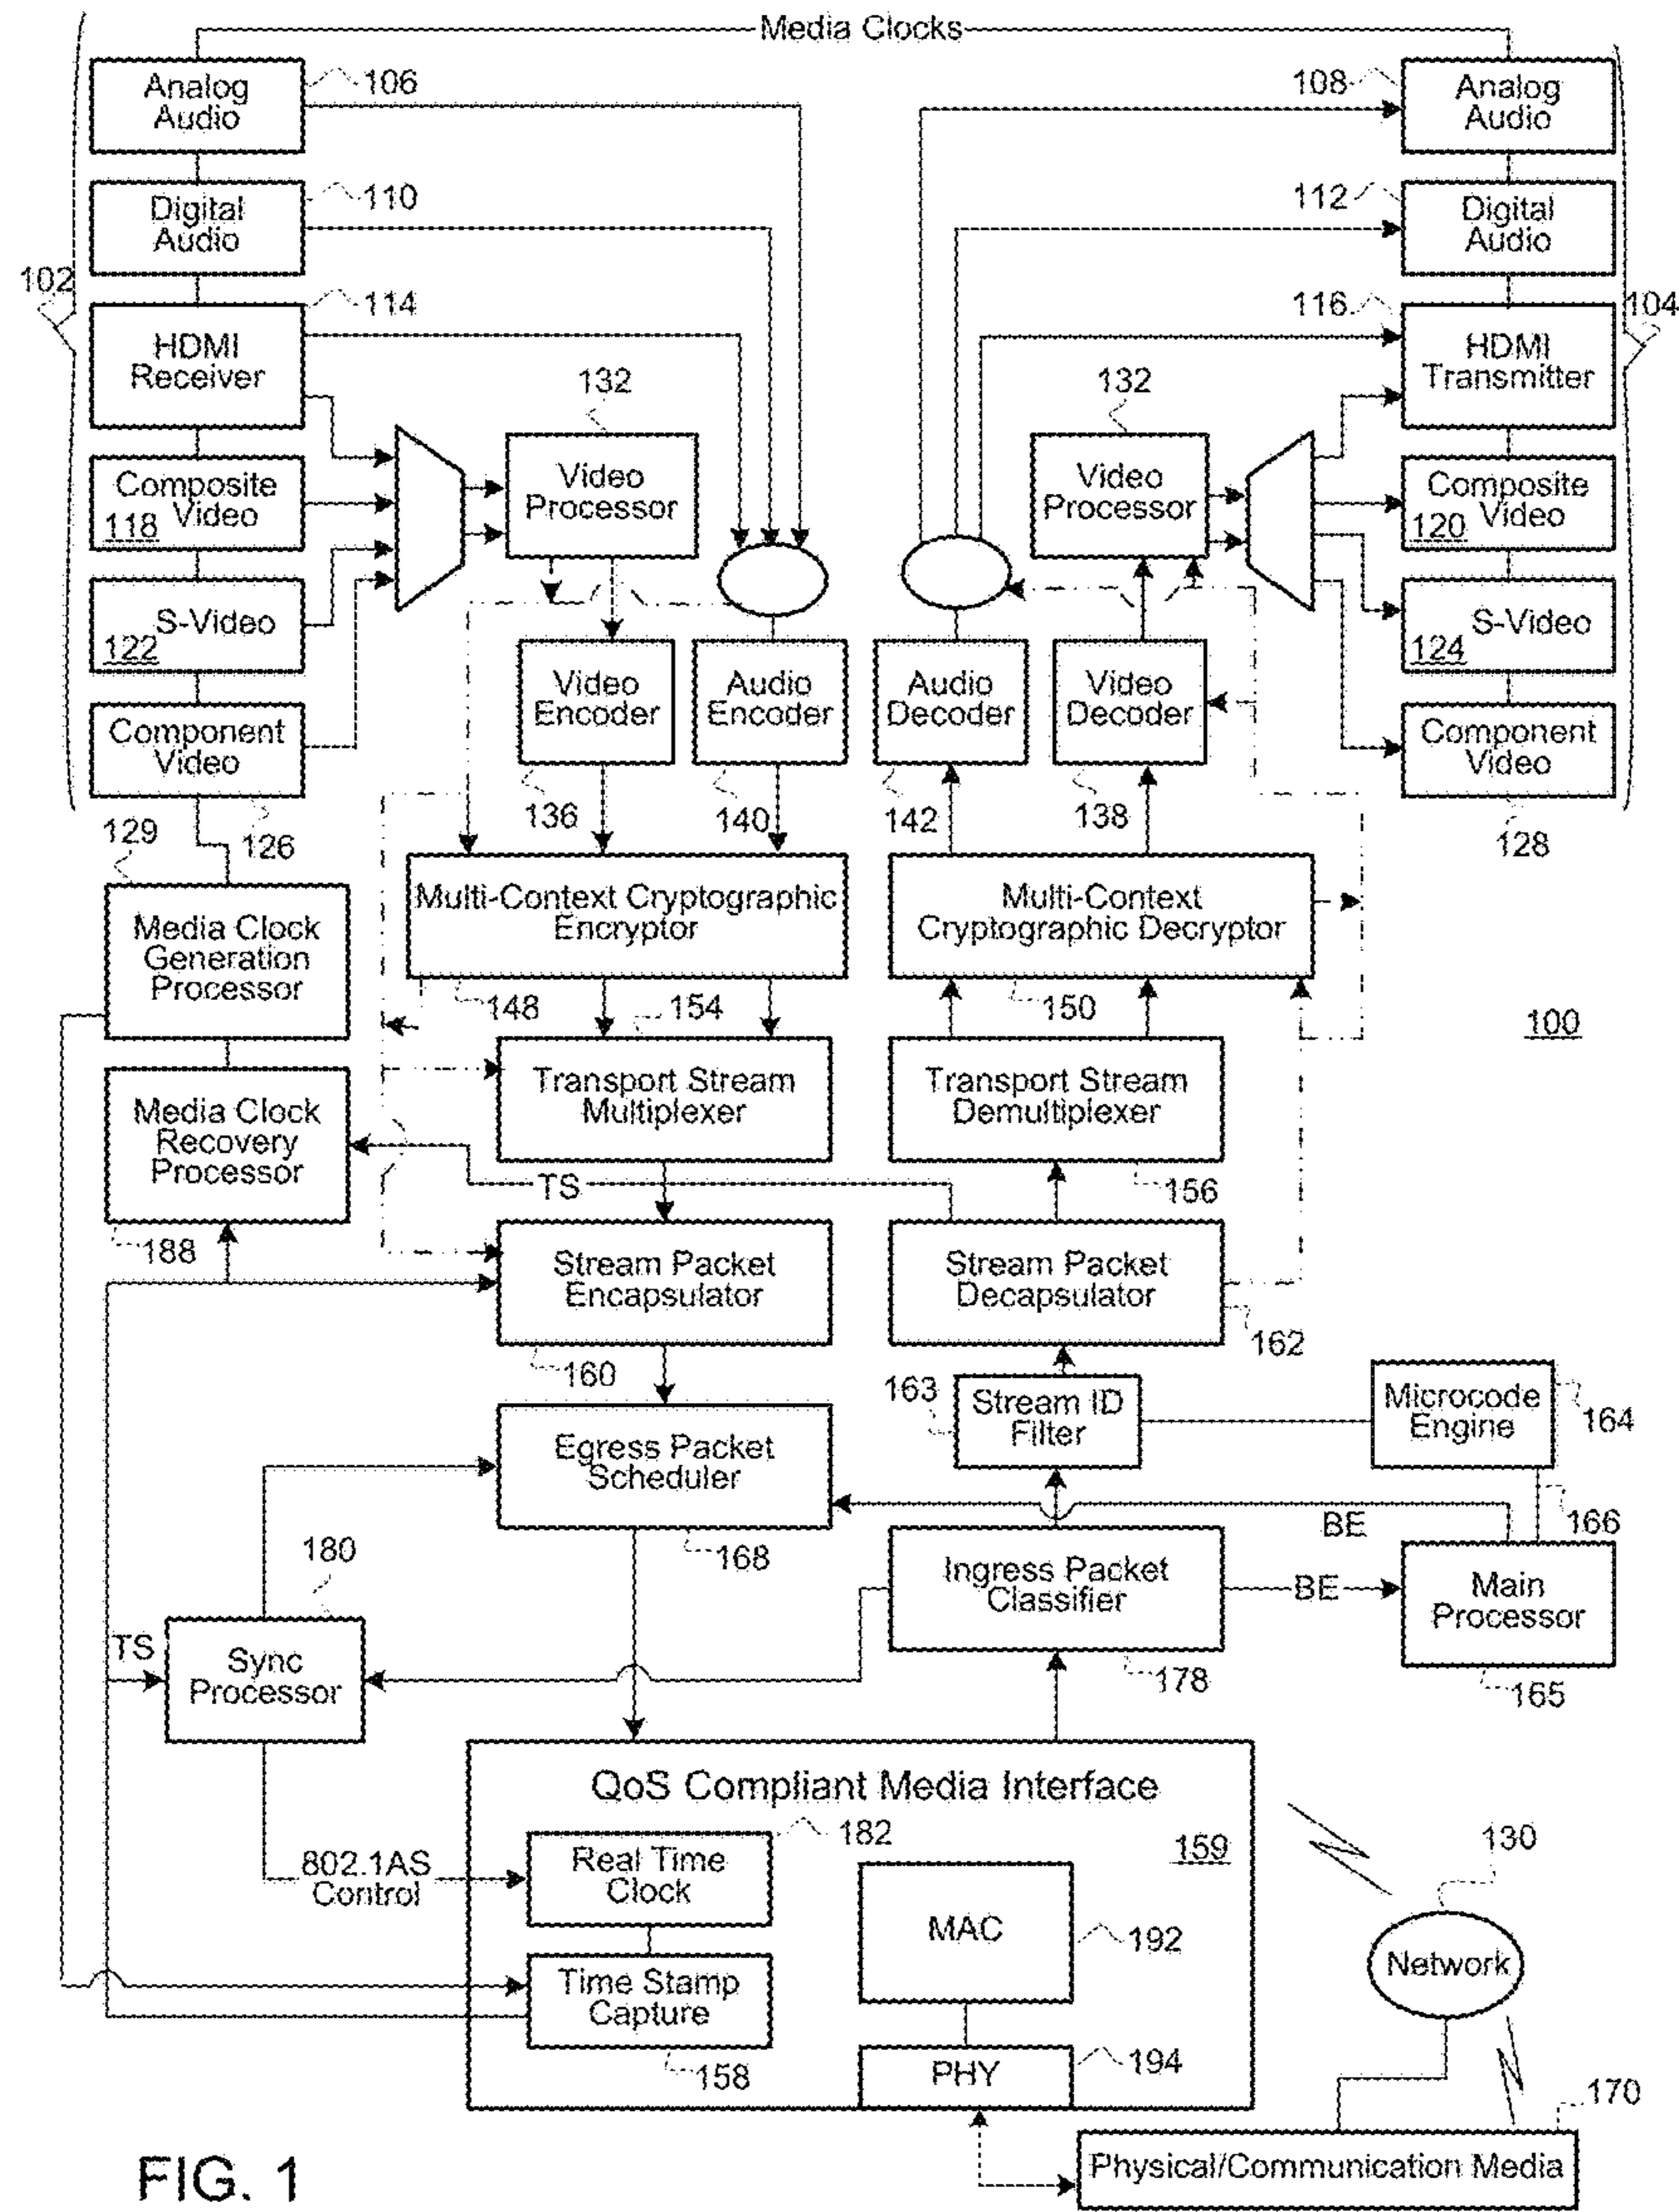 Media Clocks
Analog
Audio
106
108
Analog
Audio
Digital
Audio
110
112
Digital
Audio
102
HDMI
Receiver
114
116
HDMI
Transmitter
104
132
Video
Processor
132
Video
Processor
Composite
Video
118
Composite
Video
120
S-Video
122
S-Video
124
Video
Encoder
Audio
Encoder
Audio
Decoder
Video
Decoder
Component
Video
Component
Video
136
140
142
138
129
126
128
Multi-Context Cryptographic
Encryptor
Multi-Context
Cryptographic Decryptor
Media Clock
Generation
Processor
148
154
150
100
Transport Stream
Multiplexer
Transport Stream
Demultiplexer
Media Clock
Recovery
Processor
TS
156
188
Stream Packet
Encapsulator
Stream Packet
Decapsulator
160
162
163
Stream ID
Filter
Microcode
Engine
164
Egress Packet
Scheduler
BE
166
180
168
Ingress Packet
Classifier
BE
Main
Processor
TS
Sync
Processor
178
165
QoS Compliant Media Interface
182
159
130
802.1AS
Control
Real Time
Clock
MAC
192
Network
Time Stamp
Capture
158
PHY
194
170
Physical/Communication Media
FIG. 1